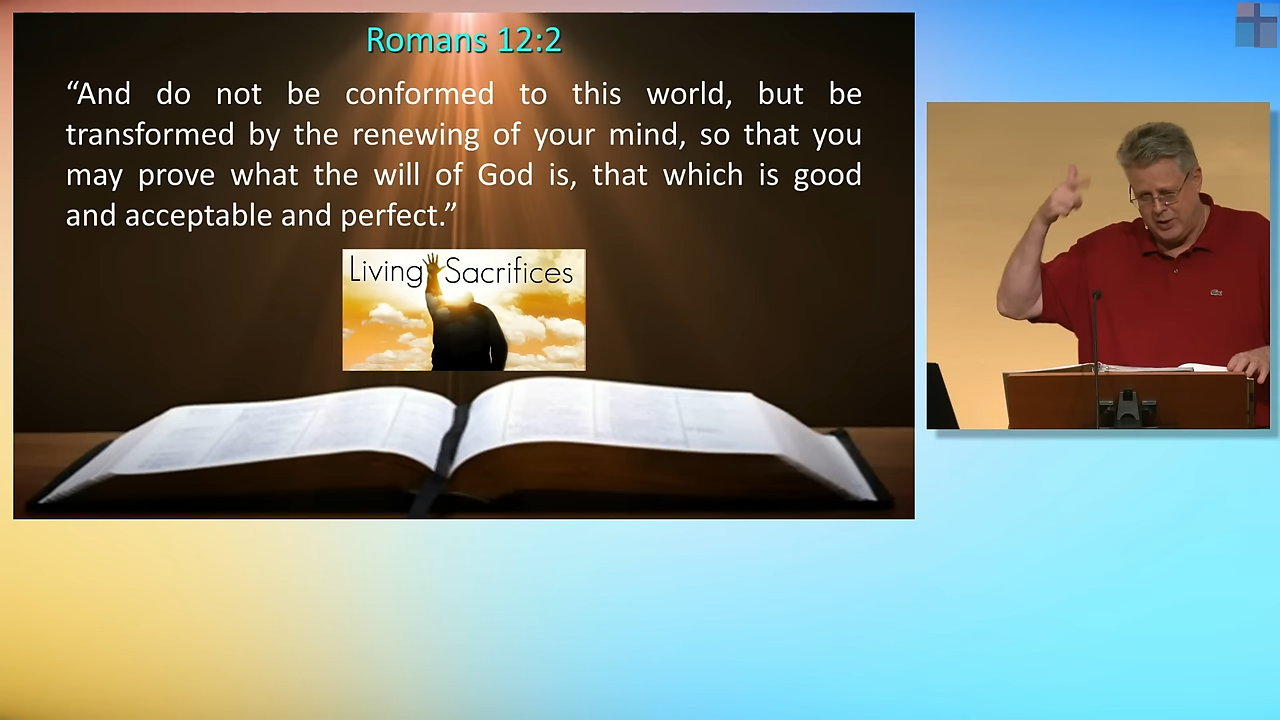 Romans 12:2
“And do not be conformed to this world, but be
transformed by the renewing of your mind, so that you
may prove what the will of God is, that which is good
and acceptable and perfect.”
Living Sacrifices